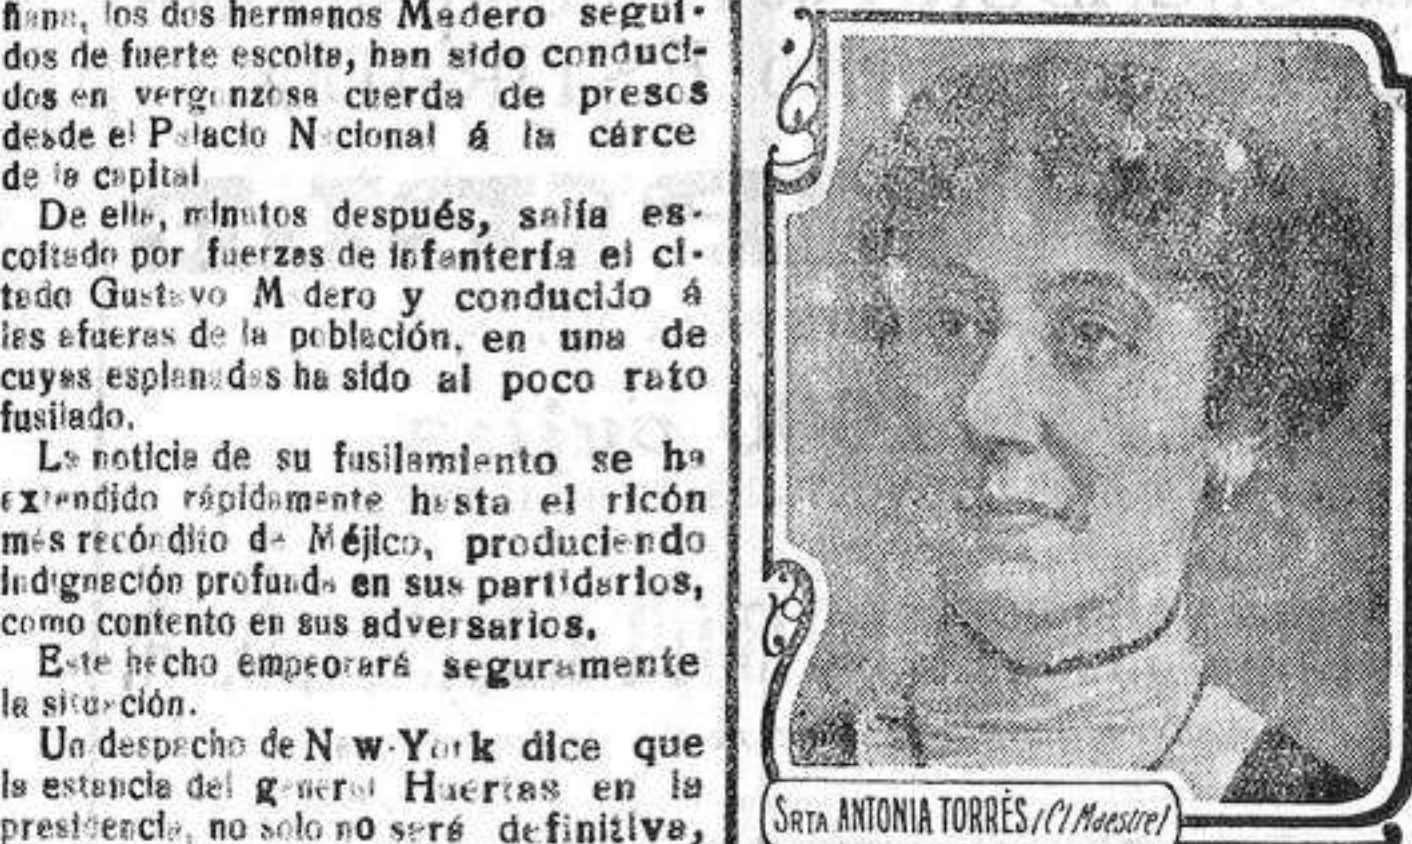 ñana, los dos hermanos Madero segui-
dos de fuerte escolta, han sido conduci-
dos en vergonzosa cuerda de presos
desde el Palacio Nacional á la cárce
de la capital
De ella, minutos después, salía es-
coltado por fuerzas de infantería el ci-
tado Gustavo Madero y conducido á
las afueras de la población, en una de
cuyas esplanadas ha sido al poco rato
fusilado.
La noticia de su fusilamiento se ha
extendido rápidamente hasta el ricón
más recóndito de Méjico, produciendo
indignación profunda en sus partidarios,
como contento en sus adversarios.
Este hecho empeorará seguramente
la situación.
Un despacho de New-York dice que
la estancia del general Huertas en la
presidencia, no solo no será definitiva,
SRTA ANTONIA TORRÉS (Cl Maestre)